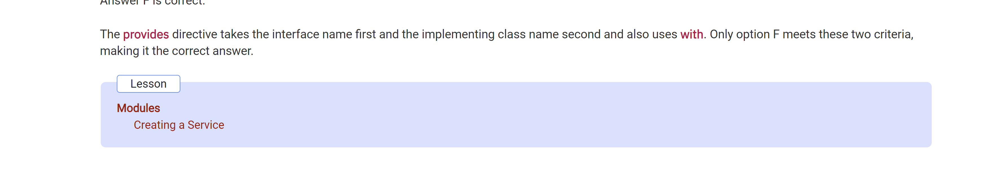 Answer F is correct.
The provides directive takes the interface name first and the implementing class name second and also uses with. Only option F meets these two criteria,
making it the correct answer.
Lesson
Modules
Creating a Service